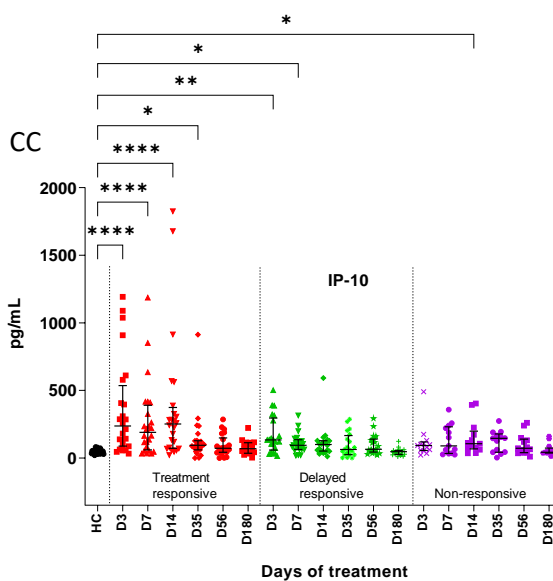 *
*
**
*
CC
****
****
****
2000
1500
1000
500
0
pg/mL
IP-10
Treatment
responsive
Delayed
responsive
Non-responsive
HC
D3
D7
D14
D35
D56
D180
D3
D7
D14
D35
D56
D180
D3
D7
D14
D35
D56
D180
Days of treatment